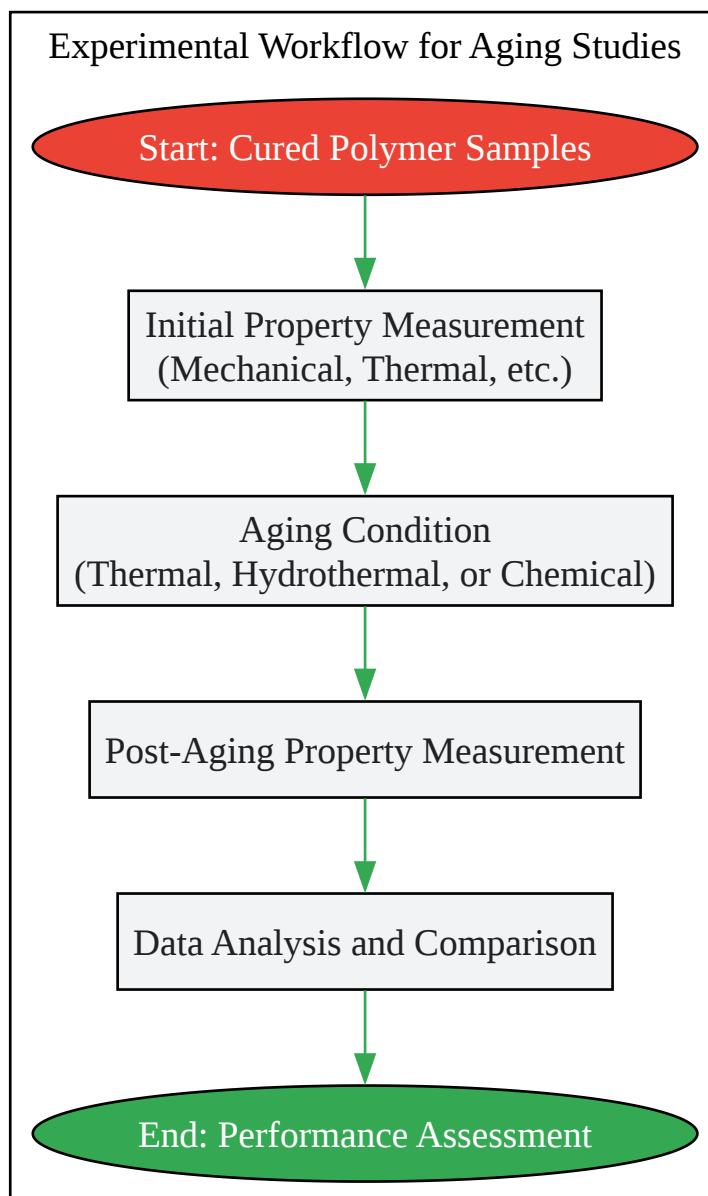 Experimental Workflow for Aging Studies
Start: Cured Polymer Samples
Initial Property Measurement
(Mechanical, Thermal, etc.)
Aging Condition
(Thermal, Hydrothermal, or Chemical)
Post-Aging Property Measurement
Data Analysis and Comparison
End: Performance Assessment